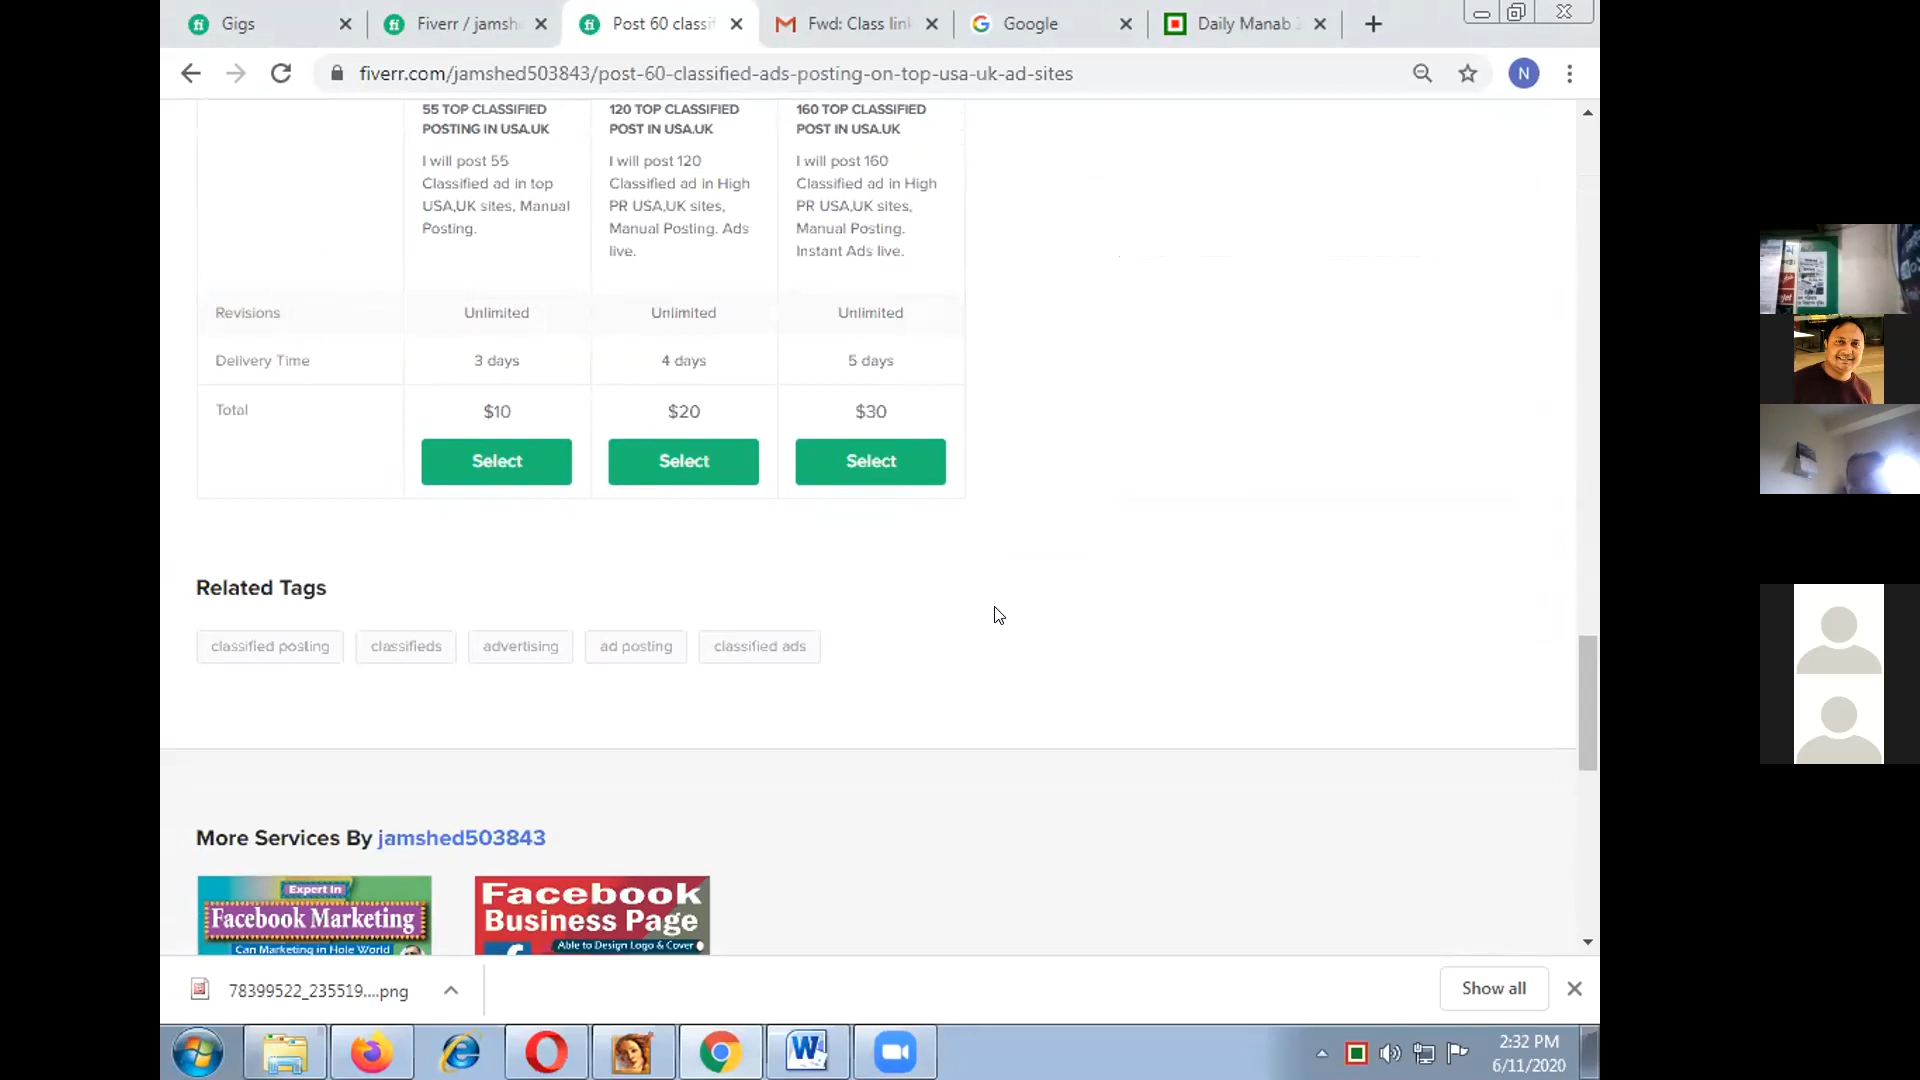 Gigs
Fiverr / jamshe
Post 60 classif
Fwd: Class link
Google
Daily Manab
fiverr.com/jamshed503843/post-60-classified-ads-posting-on-top-usa-uk-ad-sites
N
55 TOP CLASSIFIED
POSTING IN USA.UK
I will post 55
Classified ad in top
USA,UK sites, Manual
Posting.
120 TOP CLASSIFIED
POST IN USA.UK
I will post 120
Classified ad in High
PR USA,UK sites,
Manual Posting. Ads
live.
160 TOP CLASSIFIED
POST IN USA.UK
I will post 160
Classified ad in High
PR USA,UK sites,
Manual Posting.
Instant Ads live.
Revisions Unlimited Unlimited Unlimited
Delivery Time 3 days 4 days 5 days
Total $10 $20 $30
Select Select Select
Related Tags
classified posting classifieds advertising ad posting classified ads
More Services By jamshed503843
Expert In
Facebook Marketing
Can Marketing in Hole World
Facebook
Business Page
Able to Design Logo & Cover
78399522_235519....png
Show all
2:32 PM
6/11/2020